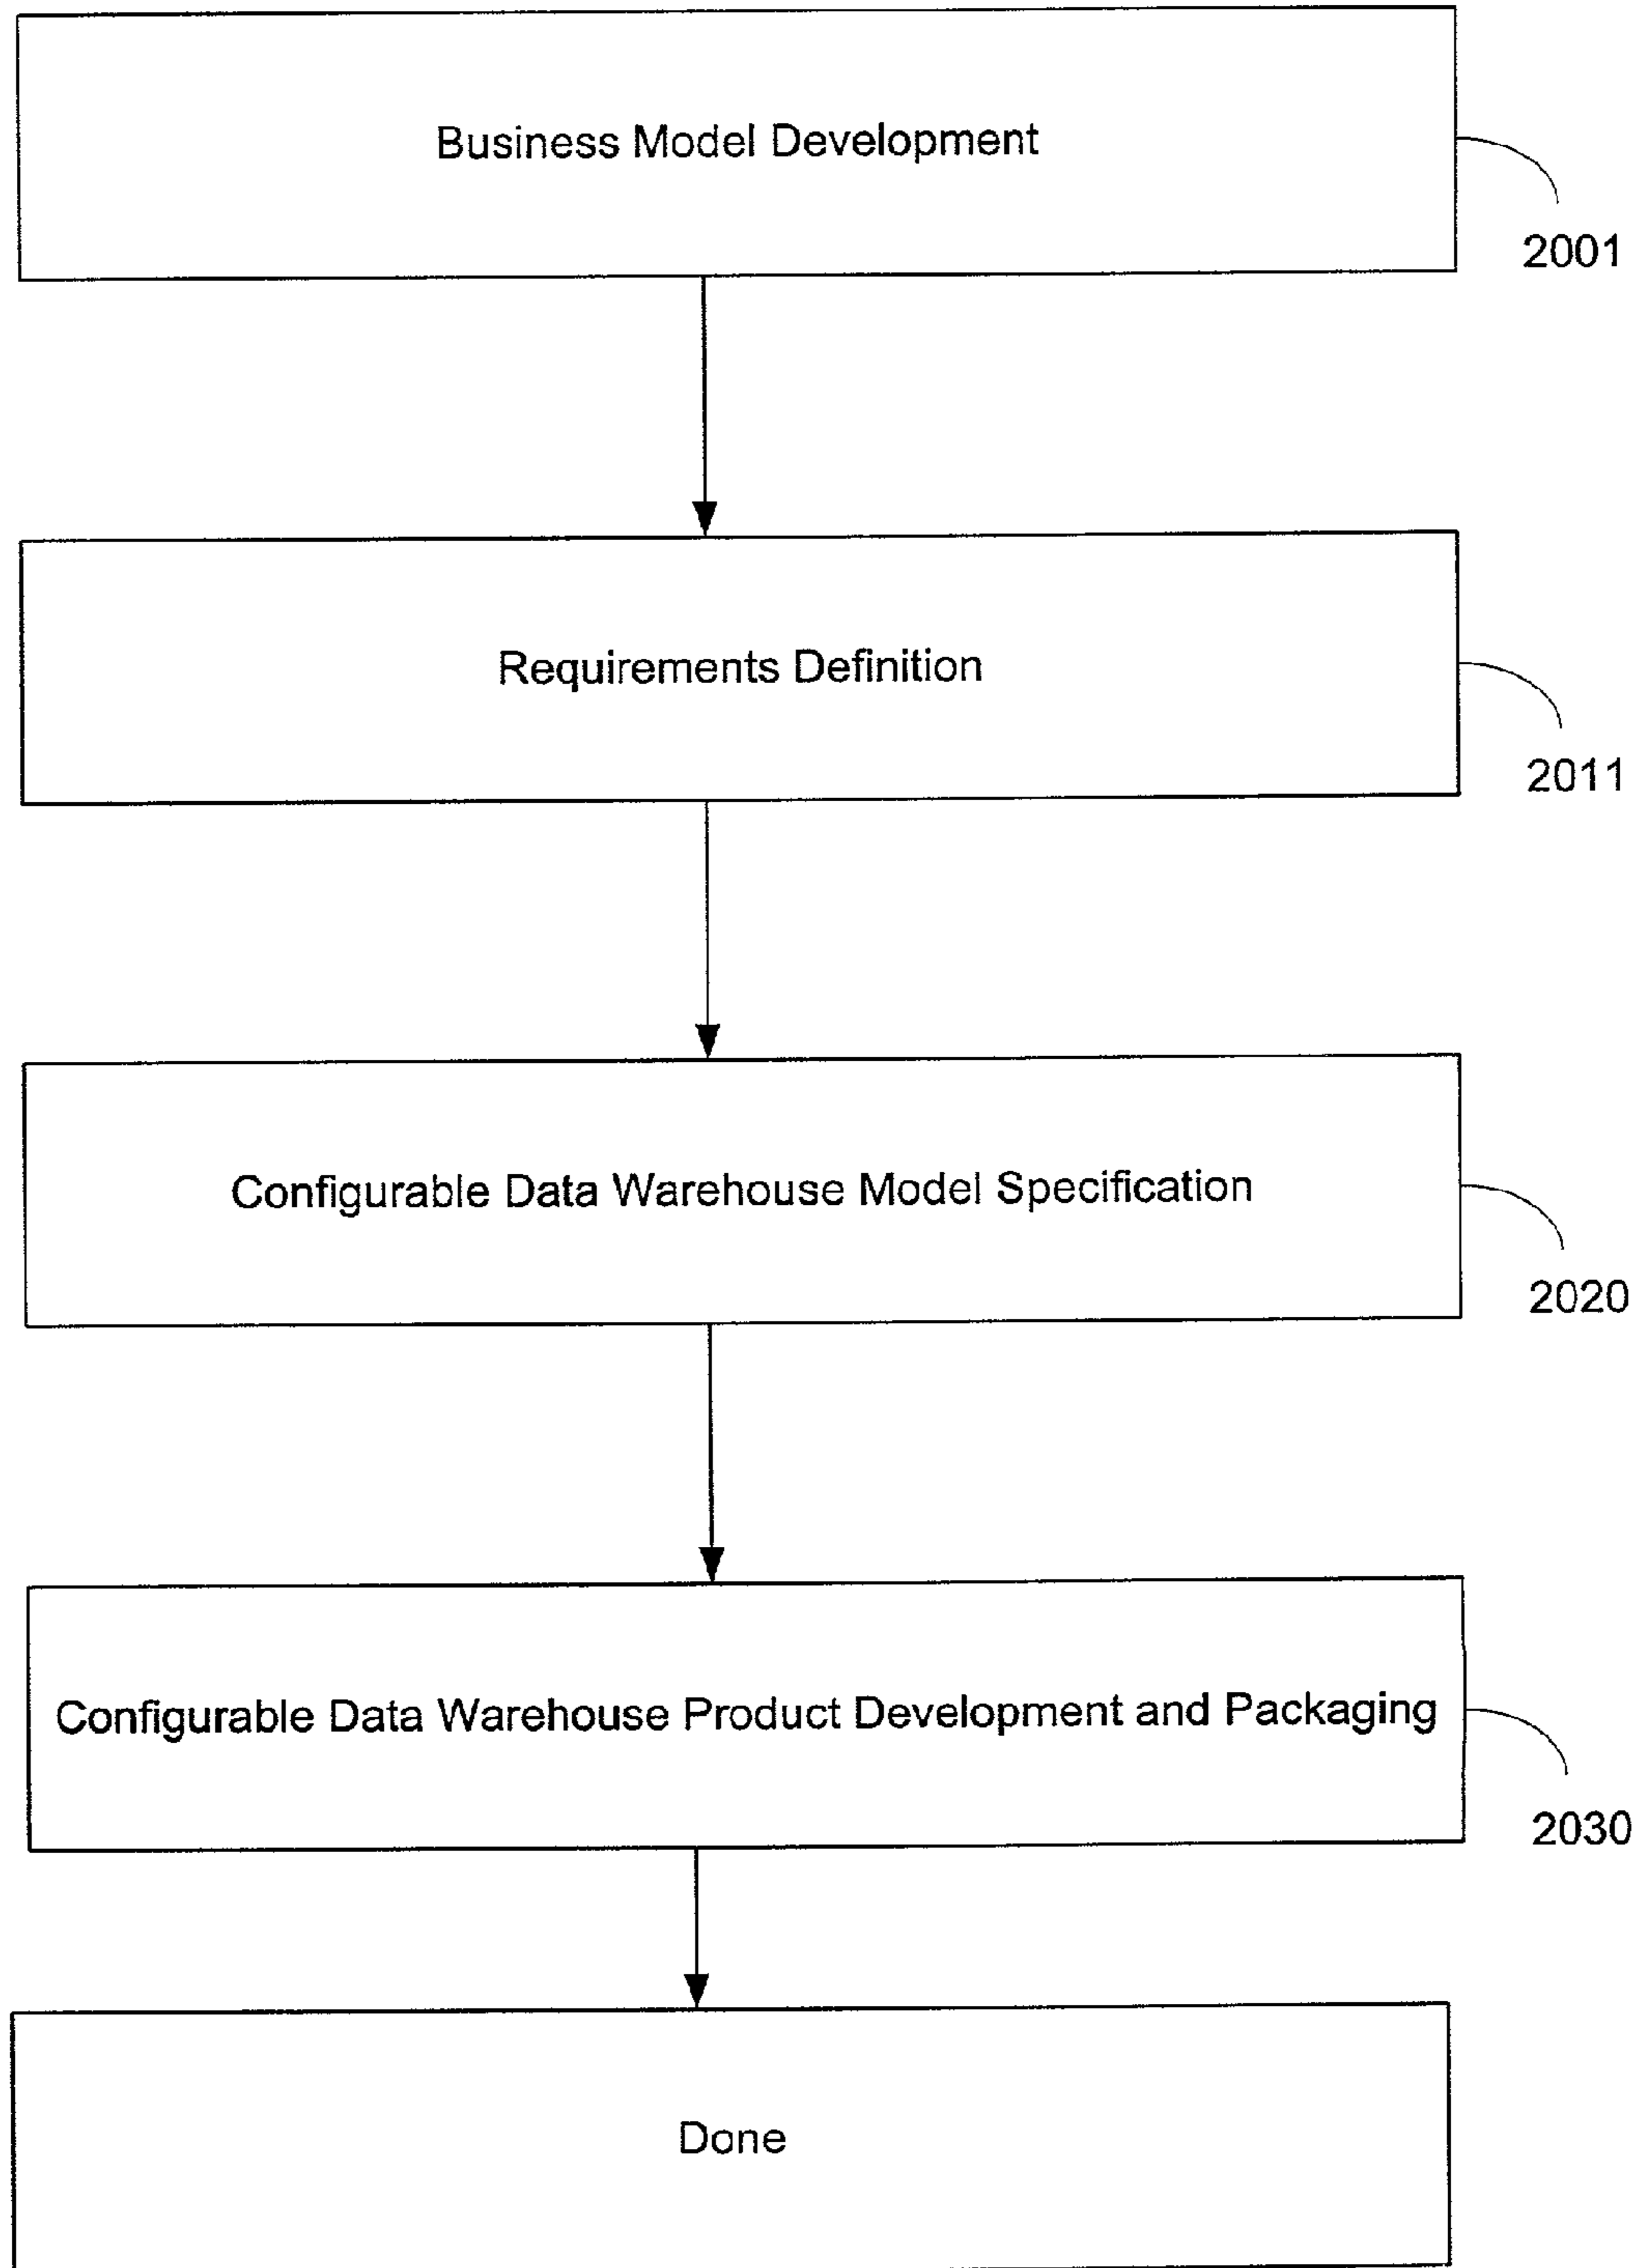 Business Model Development
2001
Requirements Definition
2011
Configurable Data Warehouse Model Specification
2020
Configurable Data Warehouse Product Development and Packaging
2030
Done